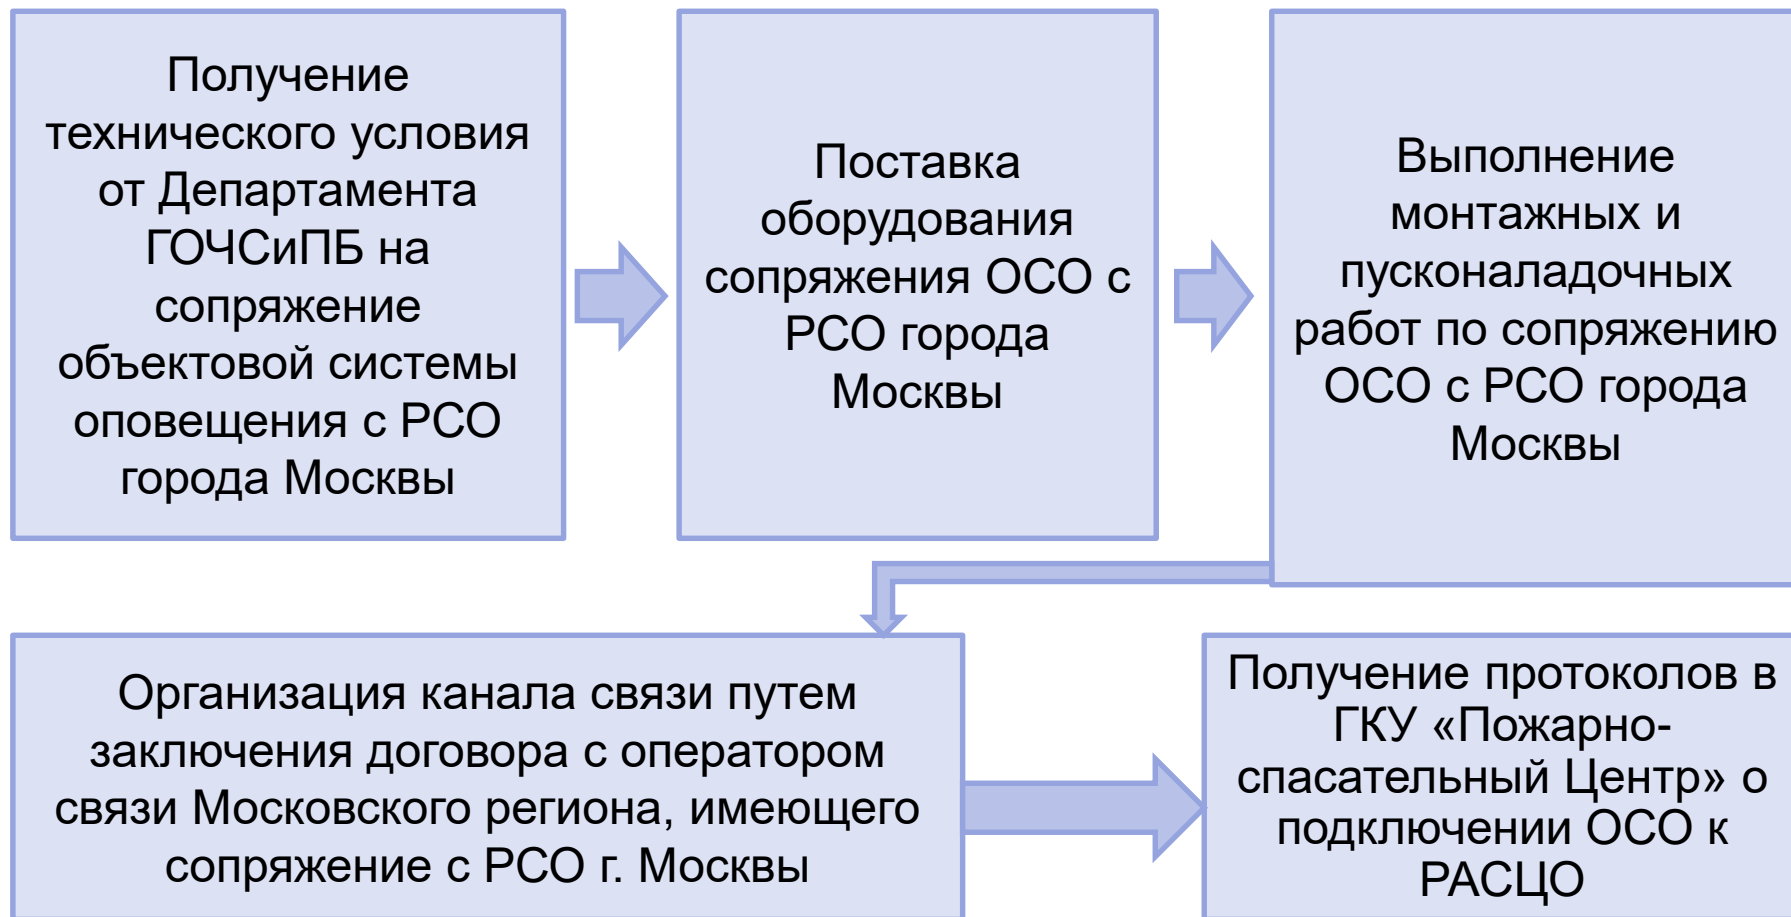 Получение
технического условия
от Департамента
ГОЧСиПБ на
сопряжение
объектовой системы
оповещения с РСО
города Москвы
Поставка
оборудования
сопряжения ОСО с
РСО города
Москвы
Выполнение
монтажных и
пусконаладочных
работ по сопряжению
ОСО с РСО города
Москвы
Организация канала связи путем
заключения договора с оператором
связи Московского региона, имеющего
сопряжение с РСО г. Москвы
Получение протоколов в
ГКУ «Пожарно-
спасательный Центр» о
подключении ОСО к
РАСЦО